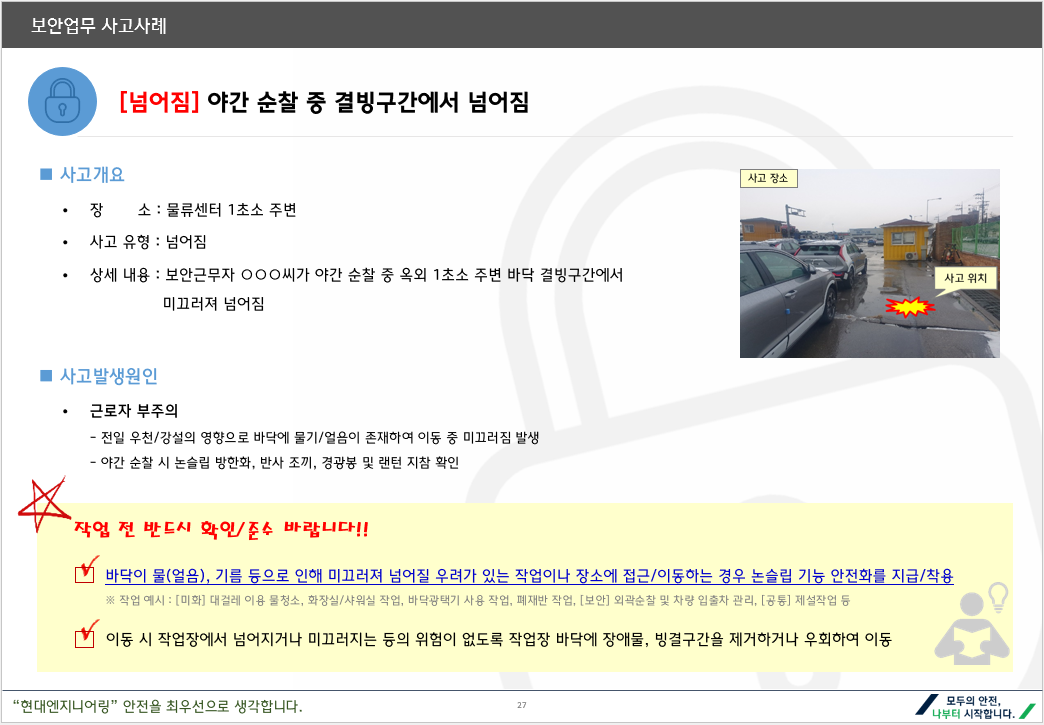 보안업무 사고사례
[넘어짐] 야간 순찰 중 결빙구간에서 넘어짐
■ 사고개요
• 장 소 : 물류센터 1초소 주변
• 사고 유형 : 넘어짐
• 상세 내용 : 보안근무자 ○○○씨가 야간 순찰 중 옥외 1초소 주변 바닥 결빙구간에서
미끄러져 넘어짐
사고 장소
사고 위치
■ 사고발생원인
• 근로자 부주의
- 전일 우천/강설의 영향으로 바닥에 물기/얼음이 존재하여 이동 중 미끄러짐 발생
- 야간 순찰 시 논슬립 방한화, 반사 조끼, 경광봉 및 랜턴 지참 확인
작업 전 반드시 확인/준수 바랍니다!!
바닥이 물(얼음), 기름 등으로 인해 미끄러져 넘어질 우려가 있는 작업이나 장소에 접근/이동하는 경우 논슬립 기능 안전화를 지급/착용
※ 작업 예시 : [미화] 대걸레 이용 물청소, 화장실/샤워실 작업, 바닥광택기 사용 작업, 폐재반 작업, [보안] 외곽순찰 및 차량 입출차 관리, [공통] 제설작업 등
이동 시 작업장에서 넘어지거나 미끄러지는 등의 위험이 없도록 작업장 바닥에 장애물, 빙결구간을 제거하거나 우회하여 이동
“현대엔지니어링” 안전을 최우선으로 생각합니다.
27
모두의 안전,
나부터 시작합니다.